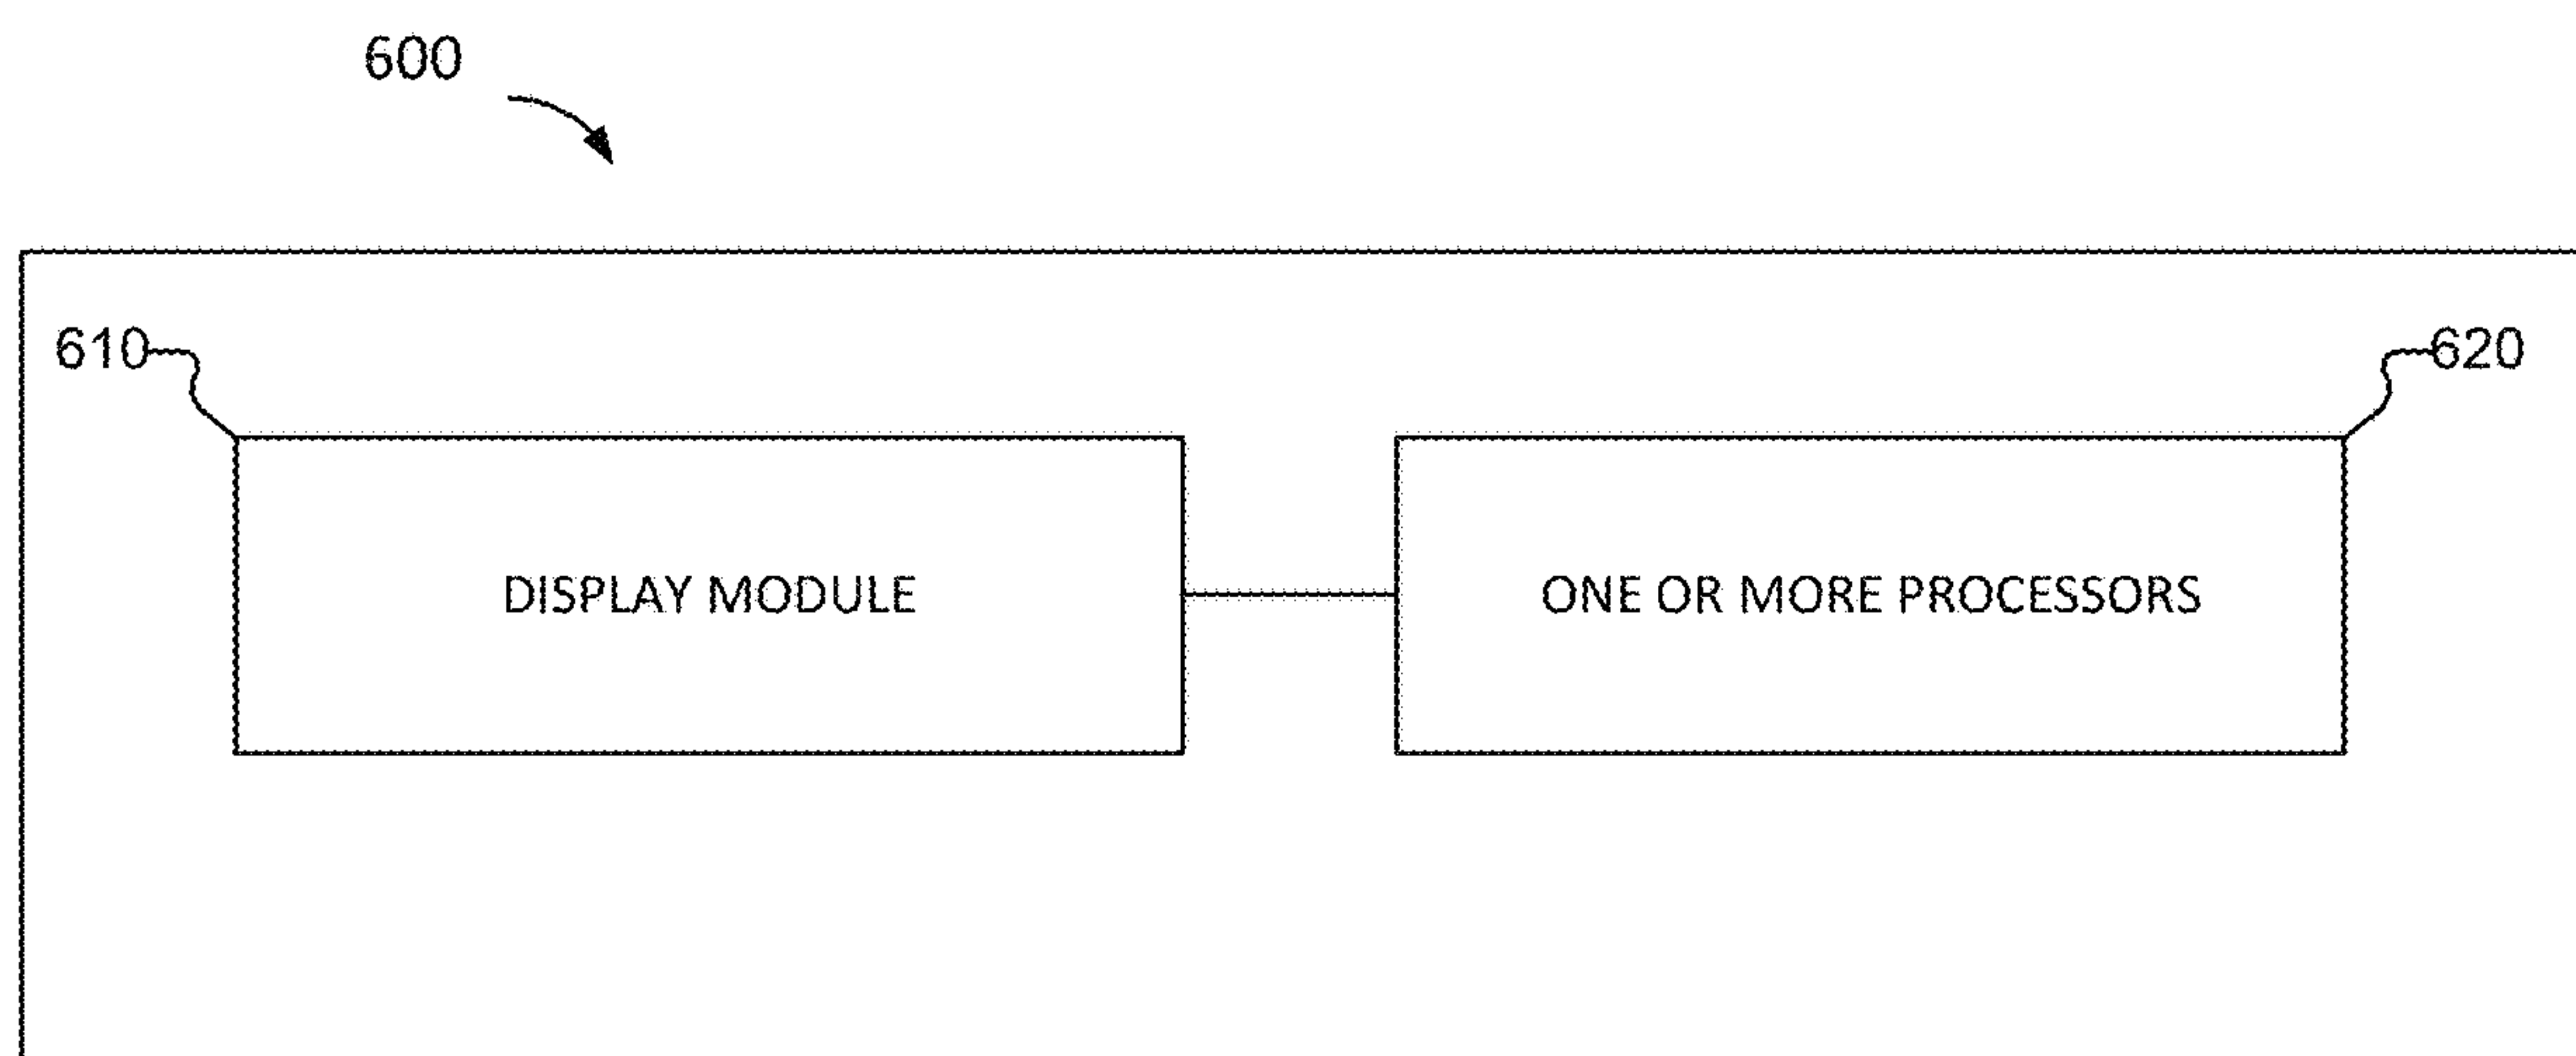 600
610
620
DISPLAY MODULE
ONE OR MORE PROCESSORS